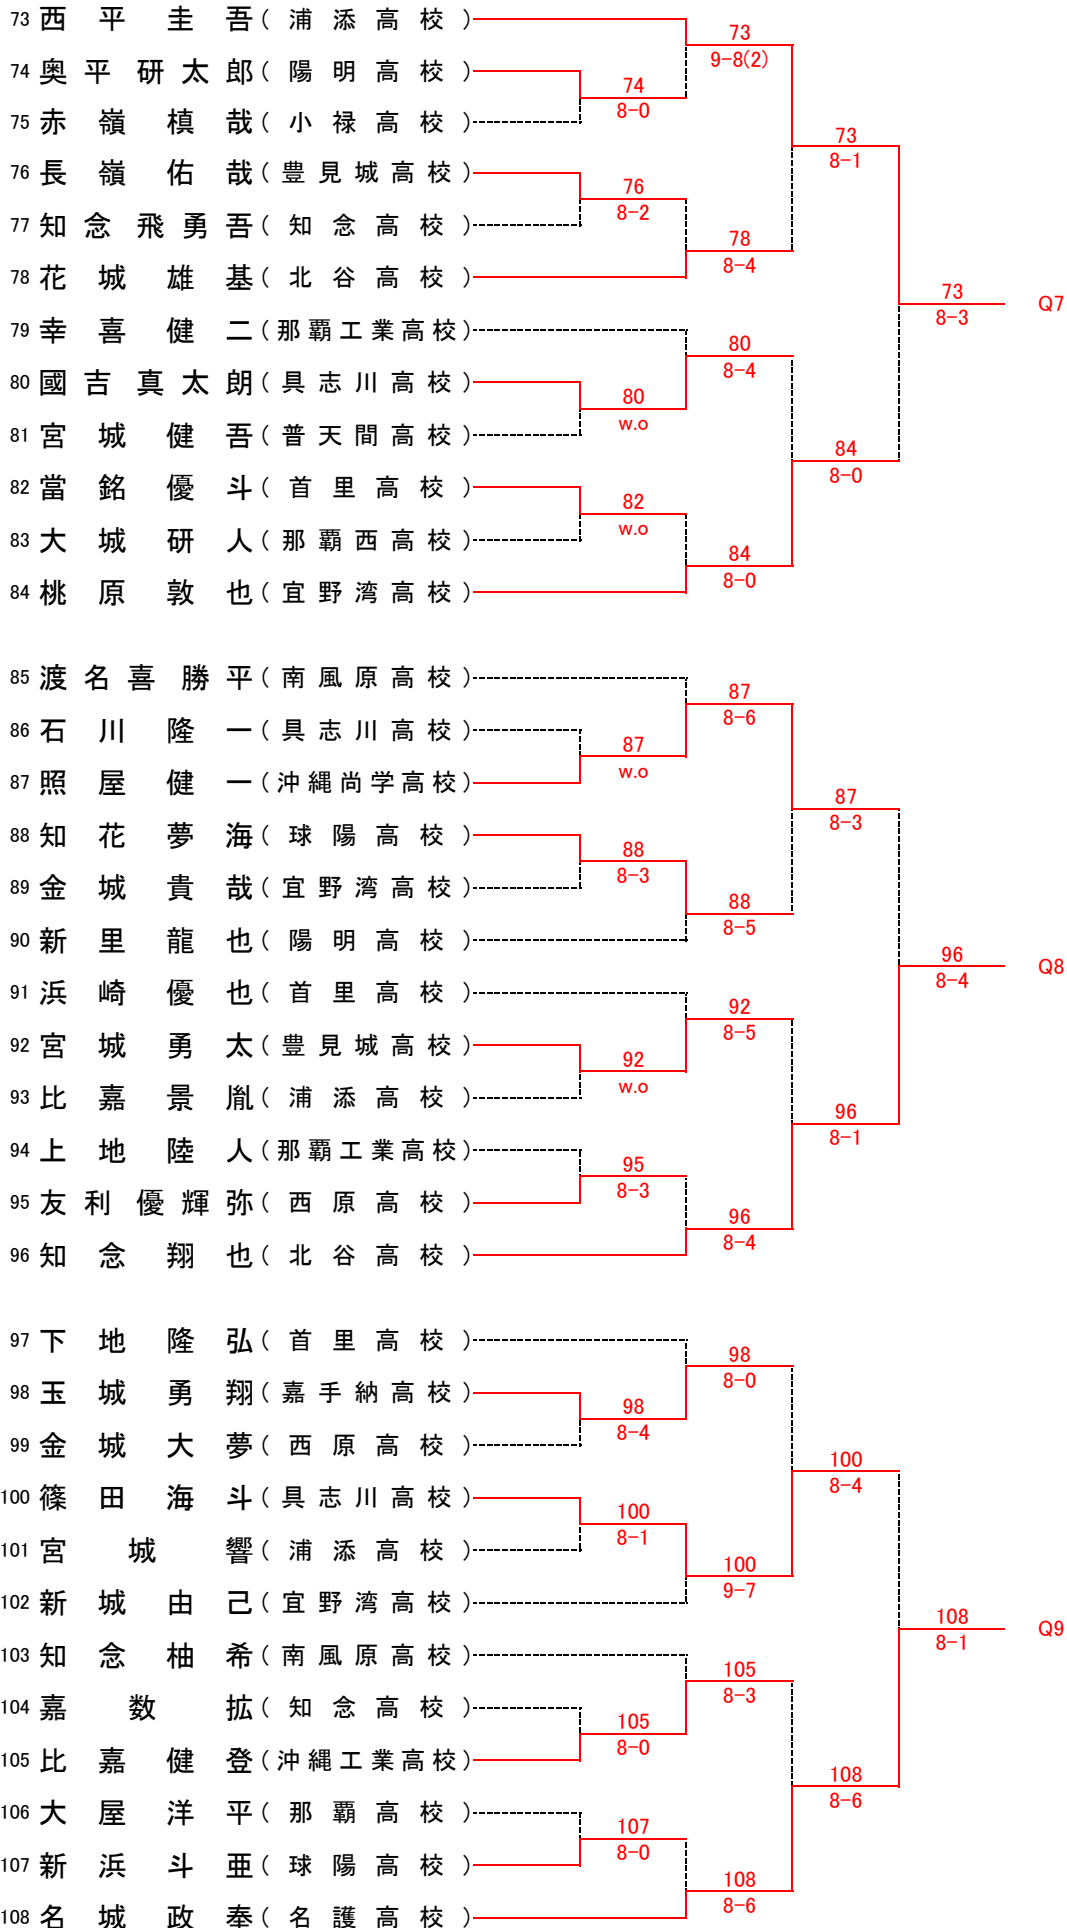 73 西平圭吾(浦添高校)
73
9-8(2)
74 奥平研太郎(陽明高校)
74
8-0
75 赤嶺槙哉(小禄高校)
73
8-1
76 長嶺佑哉(豊見城高校)
76
8-2
77 知念飛勇吾(知念高校)
78
8-4
78 花城雄基(北谷高校)
73
8-3
Q7
79 幸喜健二(那覇工業高校)
80
8-4
80 國吉真太朗(具志川高校)
80
w.o
81 宮城健吾(普天間高校)
84
8-0
82 當銘優斗(首里高校)
82
w.o
83 大城研人(那覇西高校)
84
8-0
84 桃原敦也(宜野湾高校)
85 渡名喜勝平(南風原高校)
87
8-6
86 石川隆一(具志川高校)
87
w.o
87 照屋健一(沖縄尚学高校)
87
8-3
88 知花夢海(球陽高校)
88
8-3
89 金城貴哉(宜野湾高校)
88
8-5
90 新里龍也(陽明高校)
96
8-4
Q8
91 浜崎優也(首里高校)
92
8-5
92 宮城勇太(豊見城高校)
92
w.o
93 比嘉景胤(浦添高校)
96
8-1
94 上地陸人(那覇工業高校)
95
8-3
95 友利優輝弥(西原高校)
96
8-4
96 知念翔也(北谷高校)
97 下地隆弘(首里高校)
98
8-0
98 玉城勇翔(嘉手納高校)
98
8-4
99 金城大夢(西原高校)
100
8-4
100 篠田海斗(具志川高校)
100
8-1
101 宮城響(浦添高校)
100
9-7
102 新城由己(宜野湾高校)
108
8-1
Q9
103 知念柚希(南風原高校)
105
8-3
104 嘉数拡(知念高校)
105
8-0
105 比嘉健登(沖縄工業高校)
108
8-6
106 大屋洋平(那覇高校)
107
8-0
107 新浜斗亜(球陽高校)
108
8-6
108 名城政奉(名護高校)